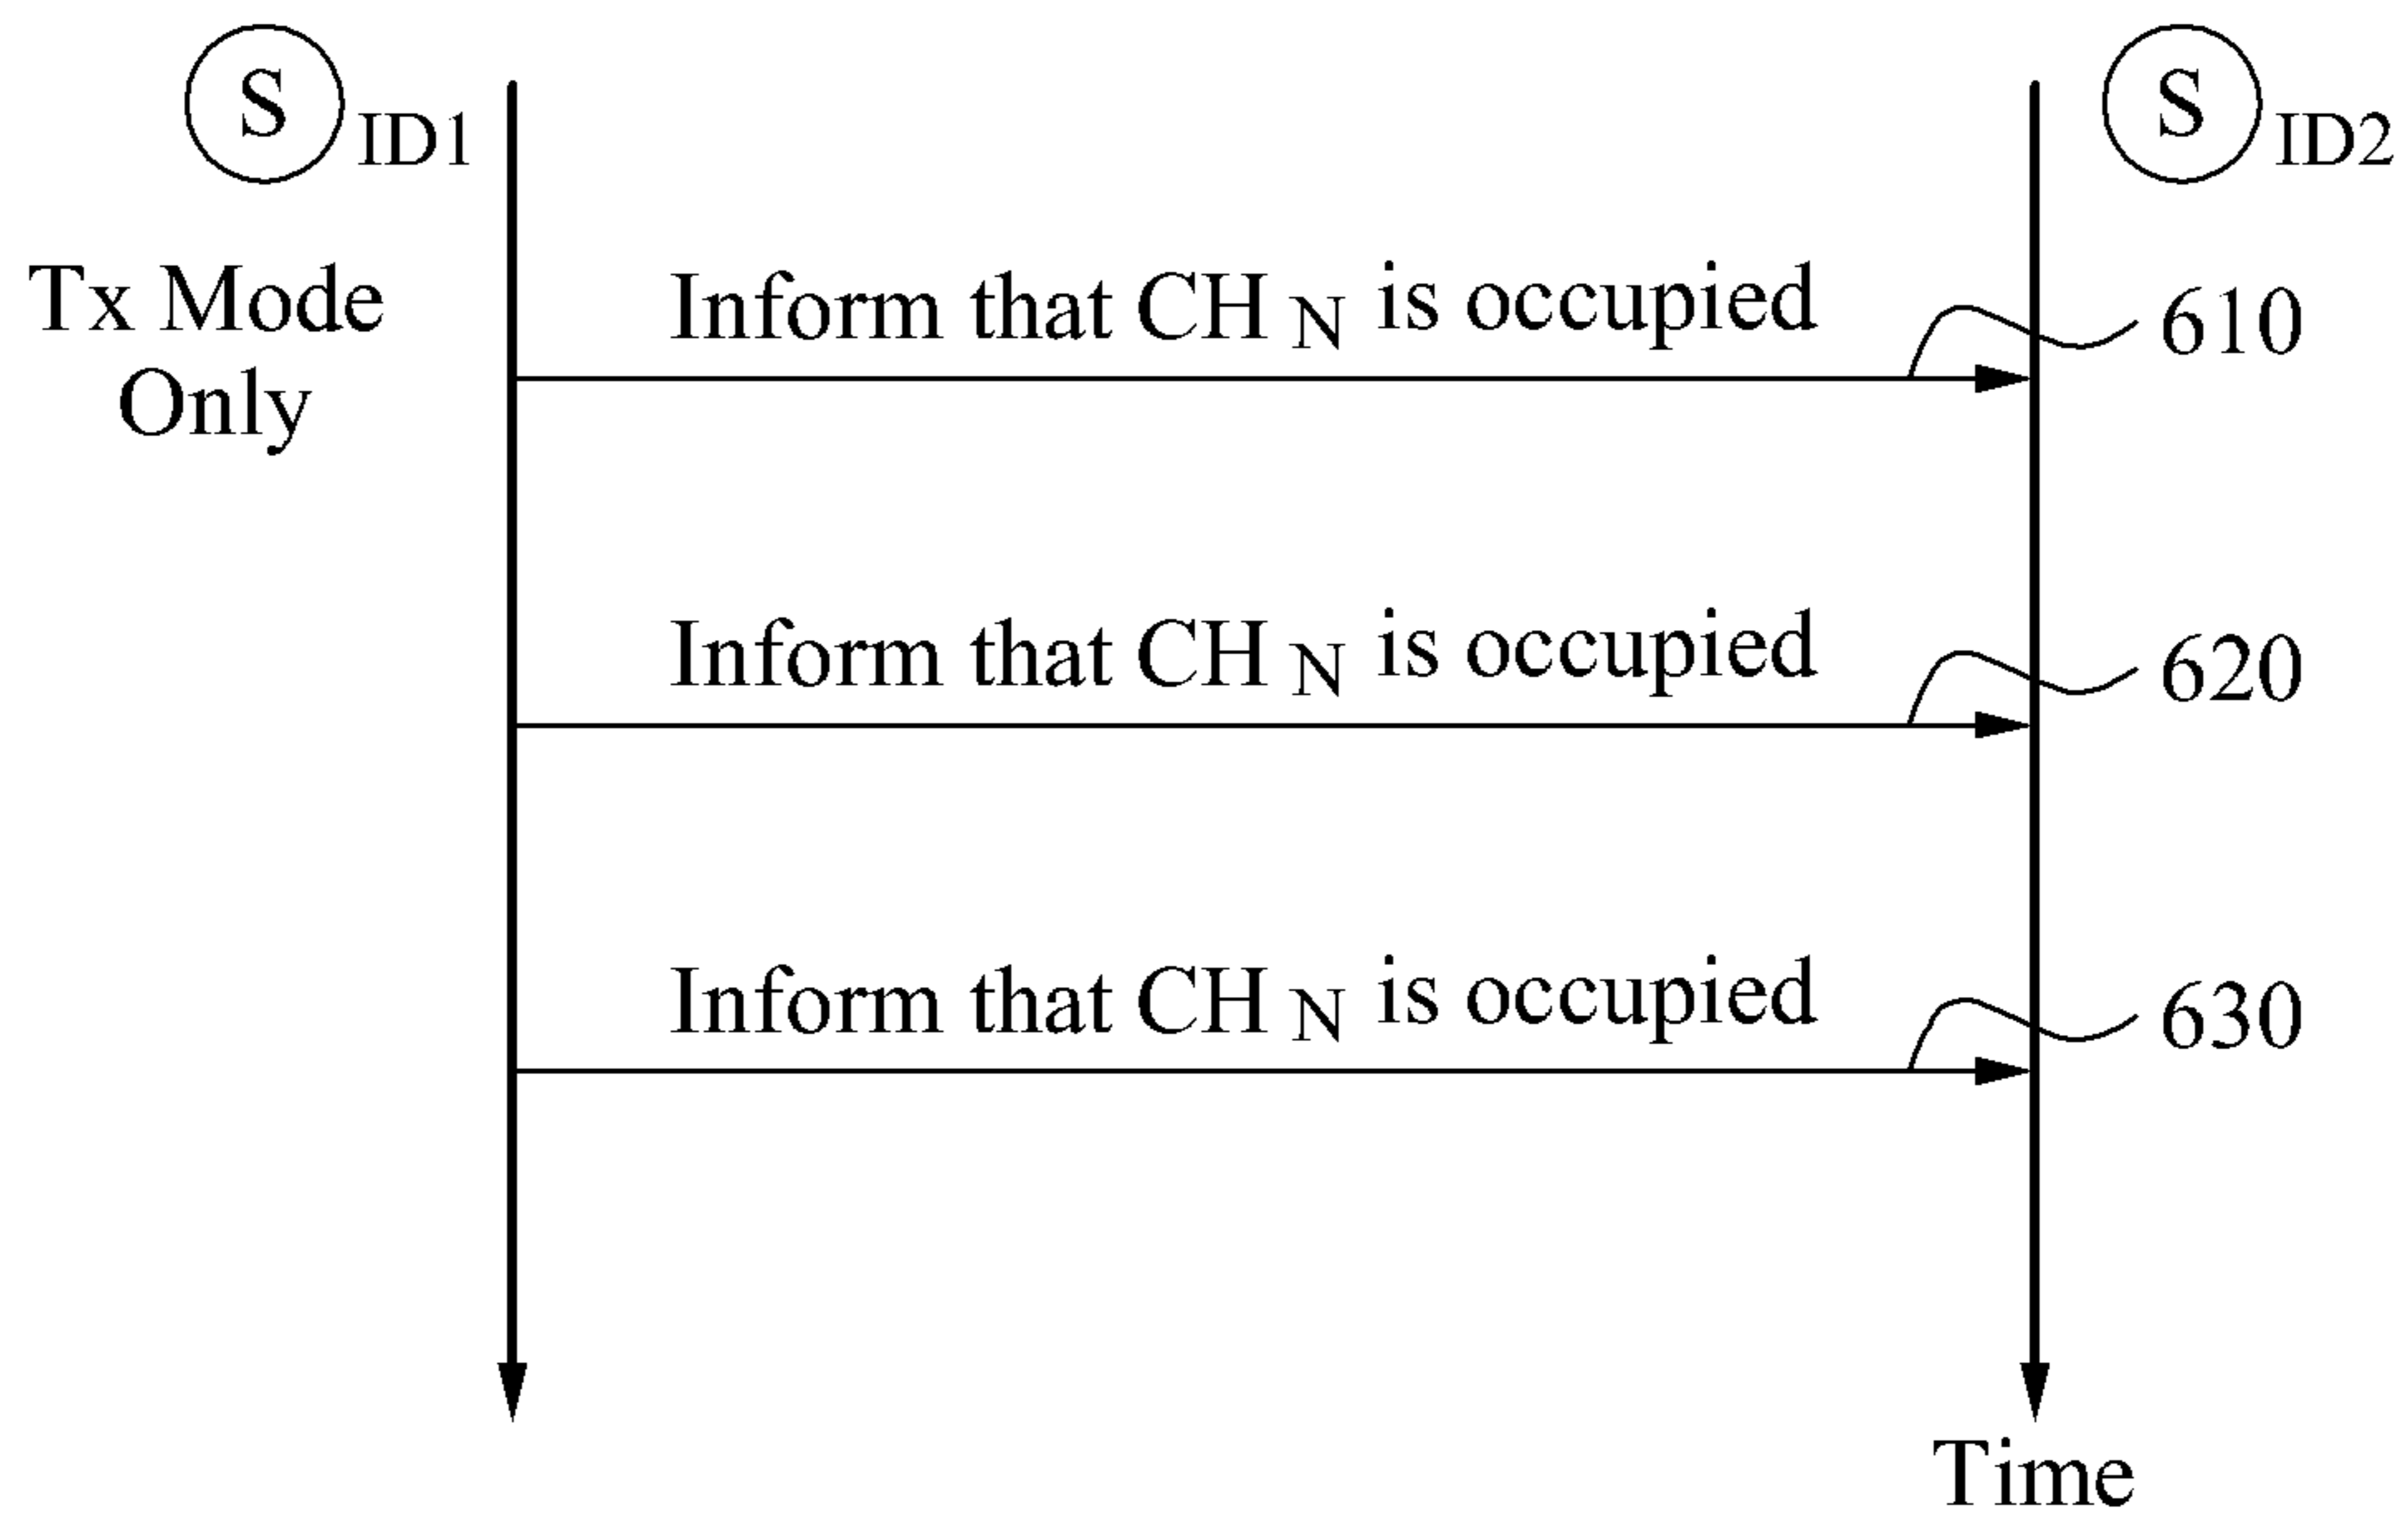 S ID1
S ID2
Tx Mode
Only
Inform that CH N is occupied
610
Inform that CH N is occupied
620
Inform that CH N is occupied
630
Time